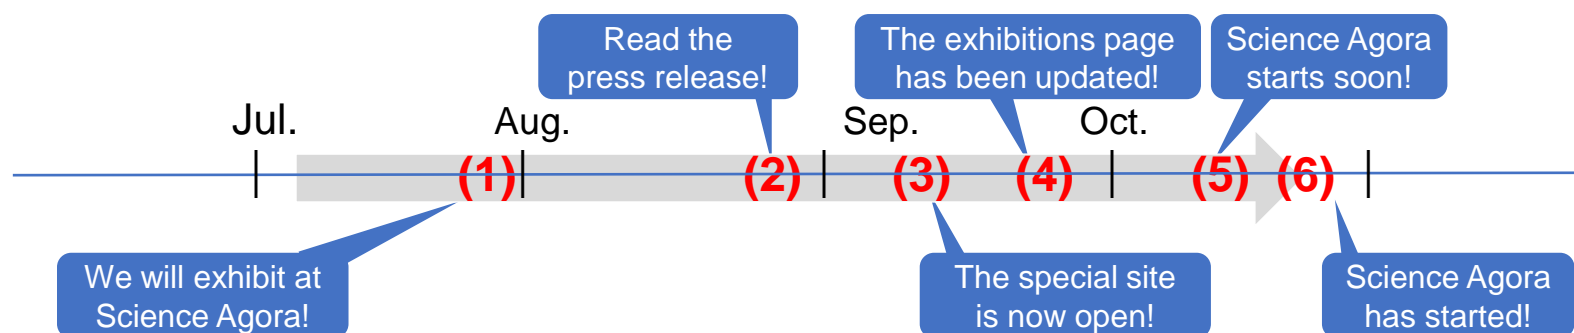 Read the
press release!
The exhibitions page
has been updated!
Science Agora
starts soon!
Jul.
Aug.
Sep.
Oct.
(1)
(2)
(3)
(4)
(5)
(6)
We will exhibit at
Science Agora!
The special site
is now open!
Science Agora
has started!